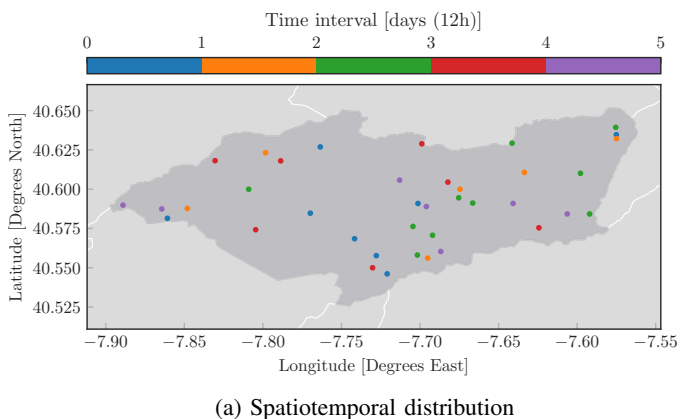 Time interval [days (12h)]
0 1 2 3 4 5
Latitude [Degrees North]
40.650
40.625
40.600
40.575
40.550
40.525
−7.90 −7.85 −7.80 −7.75 −7.70 −7.65 −7.60 −7.55
Longitude [Degrees East]
(a) Spatiotemporal distribution